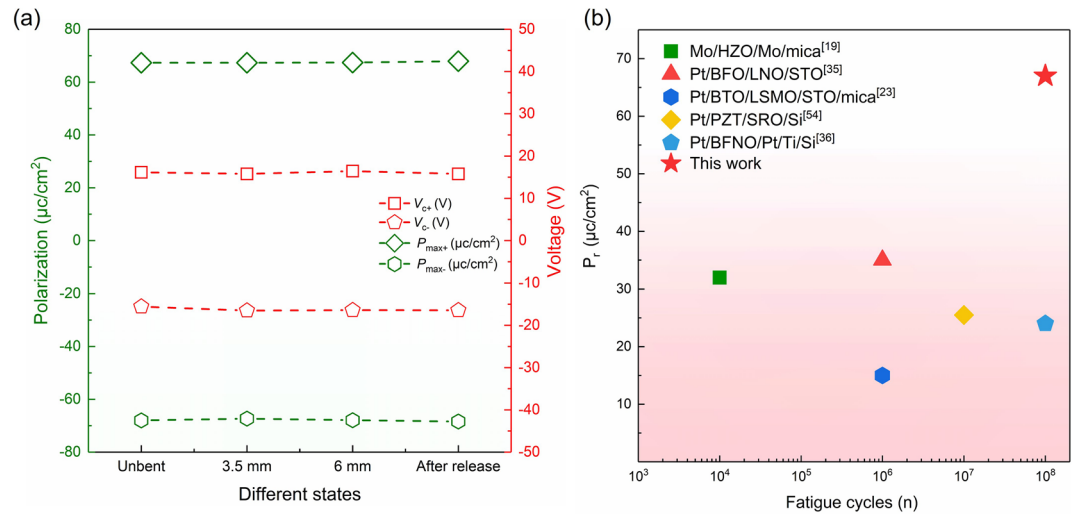 (a)
80
60
40
20
0
-20
-40
-60
-80
Polarization (μc/cm²)
50
40
30
20
10
0
-10
-20
-30
-40
-50
Voltage (V)
Vc+ (V)
Vc- (V)
Pmax+ (μc/cm²)
Pmax- (μc/cm²)
Unbent 3.5 mm 6 mm After release
Different states
(b)
70
60
50
40
30
20
10
Pr (μc/cm²)
Mo/HZO/Mo/mica[19]
Pt/BFO/LNO/STO[35]
Pt/BTO/LSMO/STO/mica[23]
Pt/PZT/SRO/Si[54]
Pt/BFNO/Pt/Ti/Si[36]
This work
10³ 10⁴ 10⁵ 10⁶ 10⁷ 10⁸
Fatigue cycles (n)